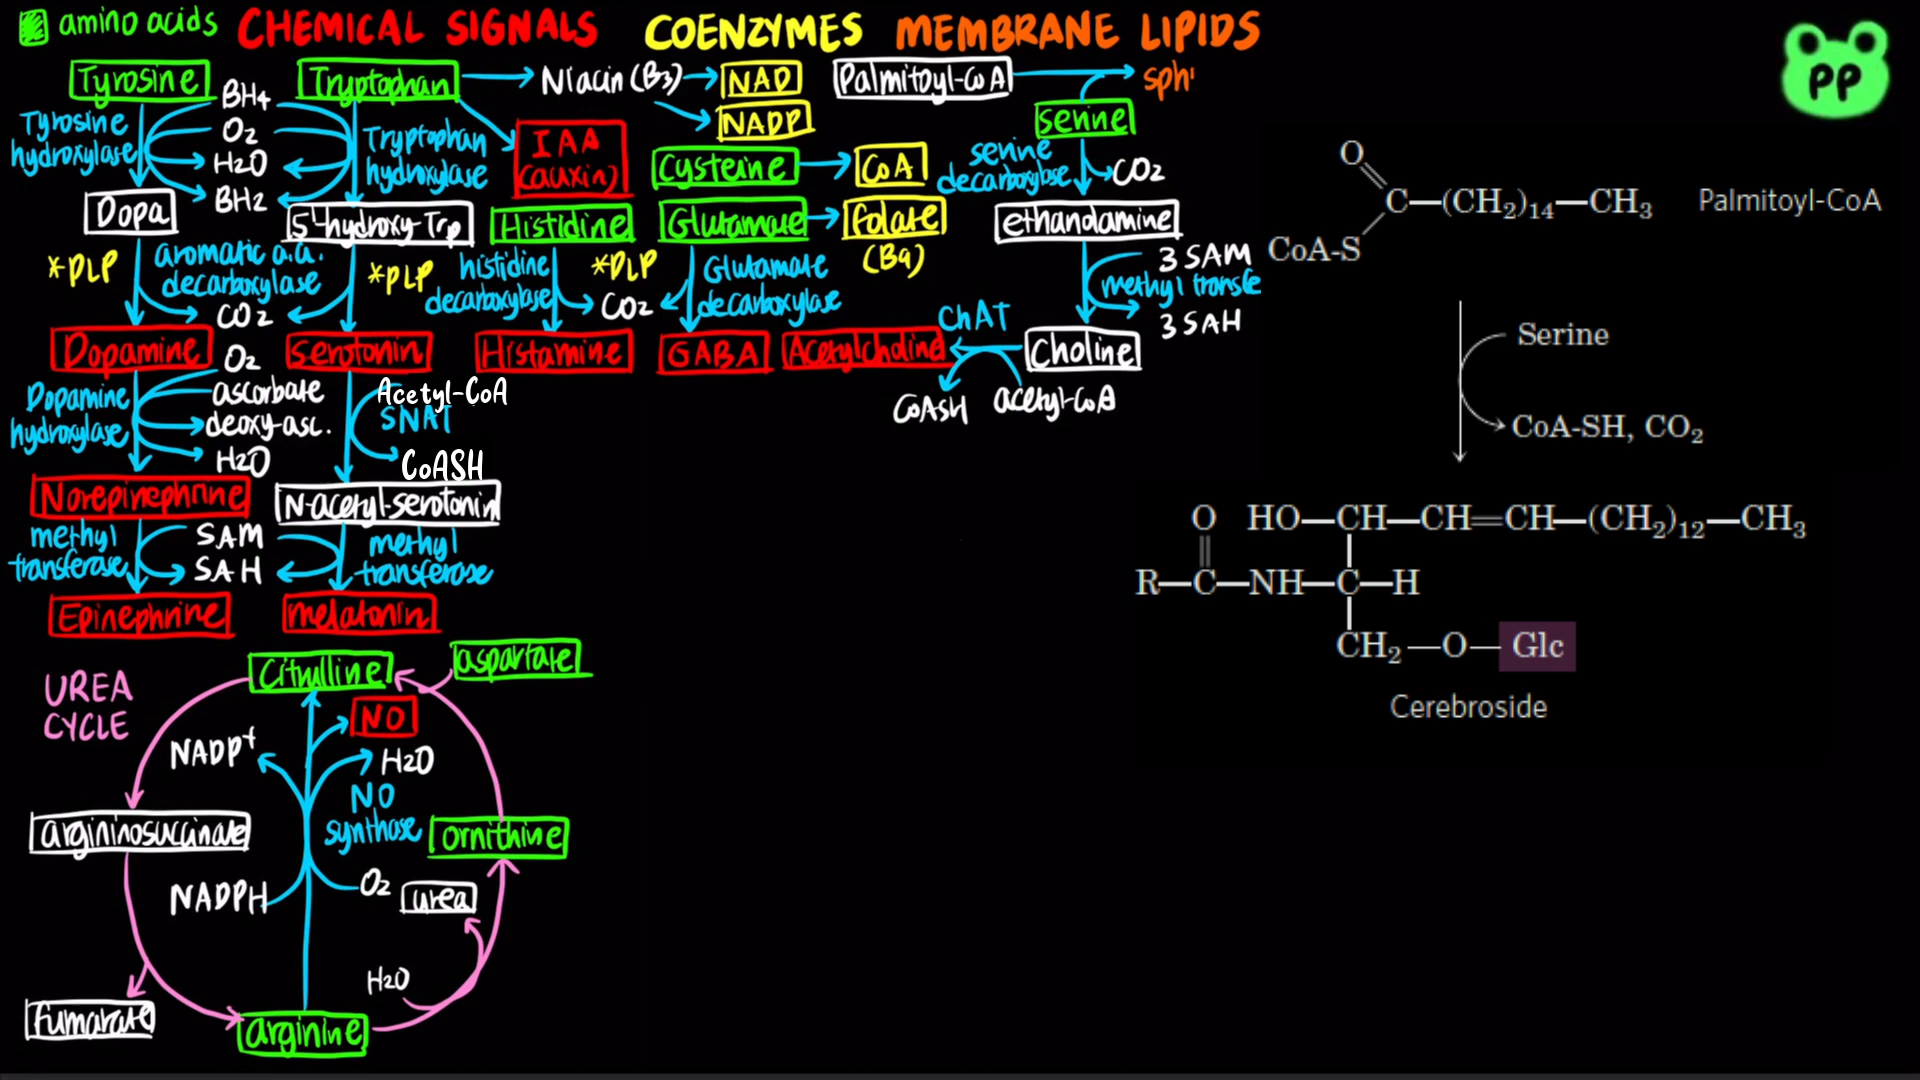 amino acids CHEMICAL SIGNALS COENZYMES MEMBRANE LIPIDS
PP
Tyrosine
BH4
O2
H2O
BH2
Tyrosine
hydroxylase
Dopa
*PLP
aromatic a.a.
decarboxylase
CO2
Dopamine
O2
ascorbate
deoxy-asc.
H2O
Dopamine
hydroxylase
Norepinephrine
methyl
transferase
SAM
SAH
Epinephrine
Tryptophan
Tryptophan
hydroxylase
5-hydroxy-Trp
*PLP
Serotonin
Acetyl-CoA
SNAT
CoASH
N-acetyl-serotonin
methyl
transferase
melatonin
Niacin (B3)
NAD
NADP
IAA
(auxin)
Histidine
histidine
decarboxylase
Histamine
*PLP
CO2
Cysteine
CoA
Glutamate
folate
(B9)
Glutamate
decarboxylase
GABA
Palmitoyl-CoA
sph
serine
serine
decarboxylase
CO2
ethanolamine
3 SAM
methyl transfe
3 SAH
Choline
ChAT
Acetylcholine
CoASH
acetyl-CoA
UREA
CYCLE
Citrulline
aspartate
NO
NADP+
H2O
NO
synthase
argininosuccinate
ornithine
NADPH
O2
urea
H2O
fumarate
arginine
O
C—(CH2)14—CH3
Palmitoyl-CoA
CoA-S
Serine
CoA-SH, CO2
O HO—CH—CH=CH—(CH2)12—CH3
R—C—NH—C—H
CH2—O—Glc
Cerebroside